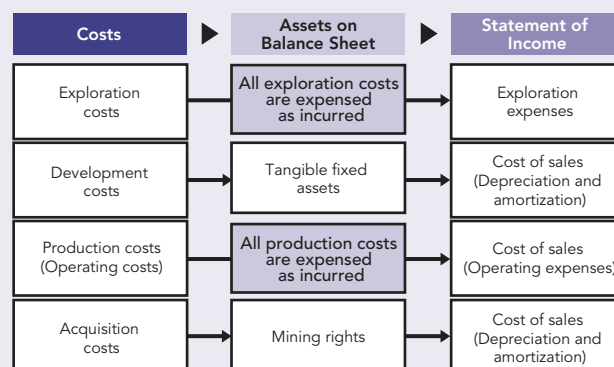 Costs
Assets on
Balance Sheet
Statement of
Income
Exploration
costs
All exploration costs
are expensed
as incurred
Exploration
expenses
Development
costs
Tangible fixed
assets
Cost of sales
(Depreciation and
amortization)
Production costs
(Operating costs)
All production costs
are expensed
as incurred
Cost of sales
(Operating expenses)
Acquisition
costs
Mining rights
Cost of sales
(Depreciation and
amortization)